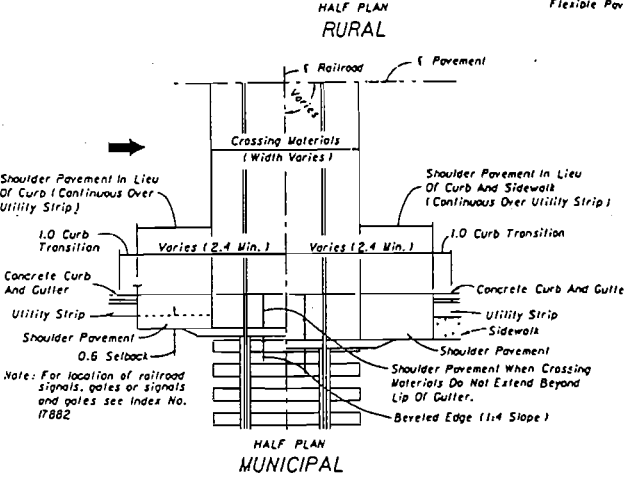 HALF PLAN
RURAL
Flexible Pav
℄ Railroad
℄ Pavement
Varies
Crossing Materials
(Width Varies)
Shoulder Pavement In Lieu
Of Curb (Continuous Over
Utility Strip)
Shoulder Pavement In Lieu
Of Curb And Sidewalk
(Continuous Over Utility Strip)
1.0 Curb
Transition
Varies (2.4 Min.)
Varies (2.4 Min.)
1.0 Curb Transition
Concrete Curb
And Gutter
Concrete Curb And Gutte
Utility Strip
Utility Strip
Sidewalk
Shoulder Pavement
Shoulder Pavement
0.6 Setback
Shoulder Pavement When Crossing
Materials Do Not Extend Beyond
Lip Of Gutter.
Note: For location of railroad
signals, gates or signals
and gates see Index No.
17882
Beveled Edge (1:4 Slope)
HALF PLAN
MUNICIPAL